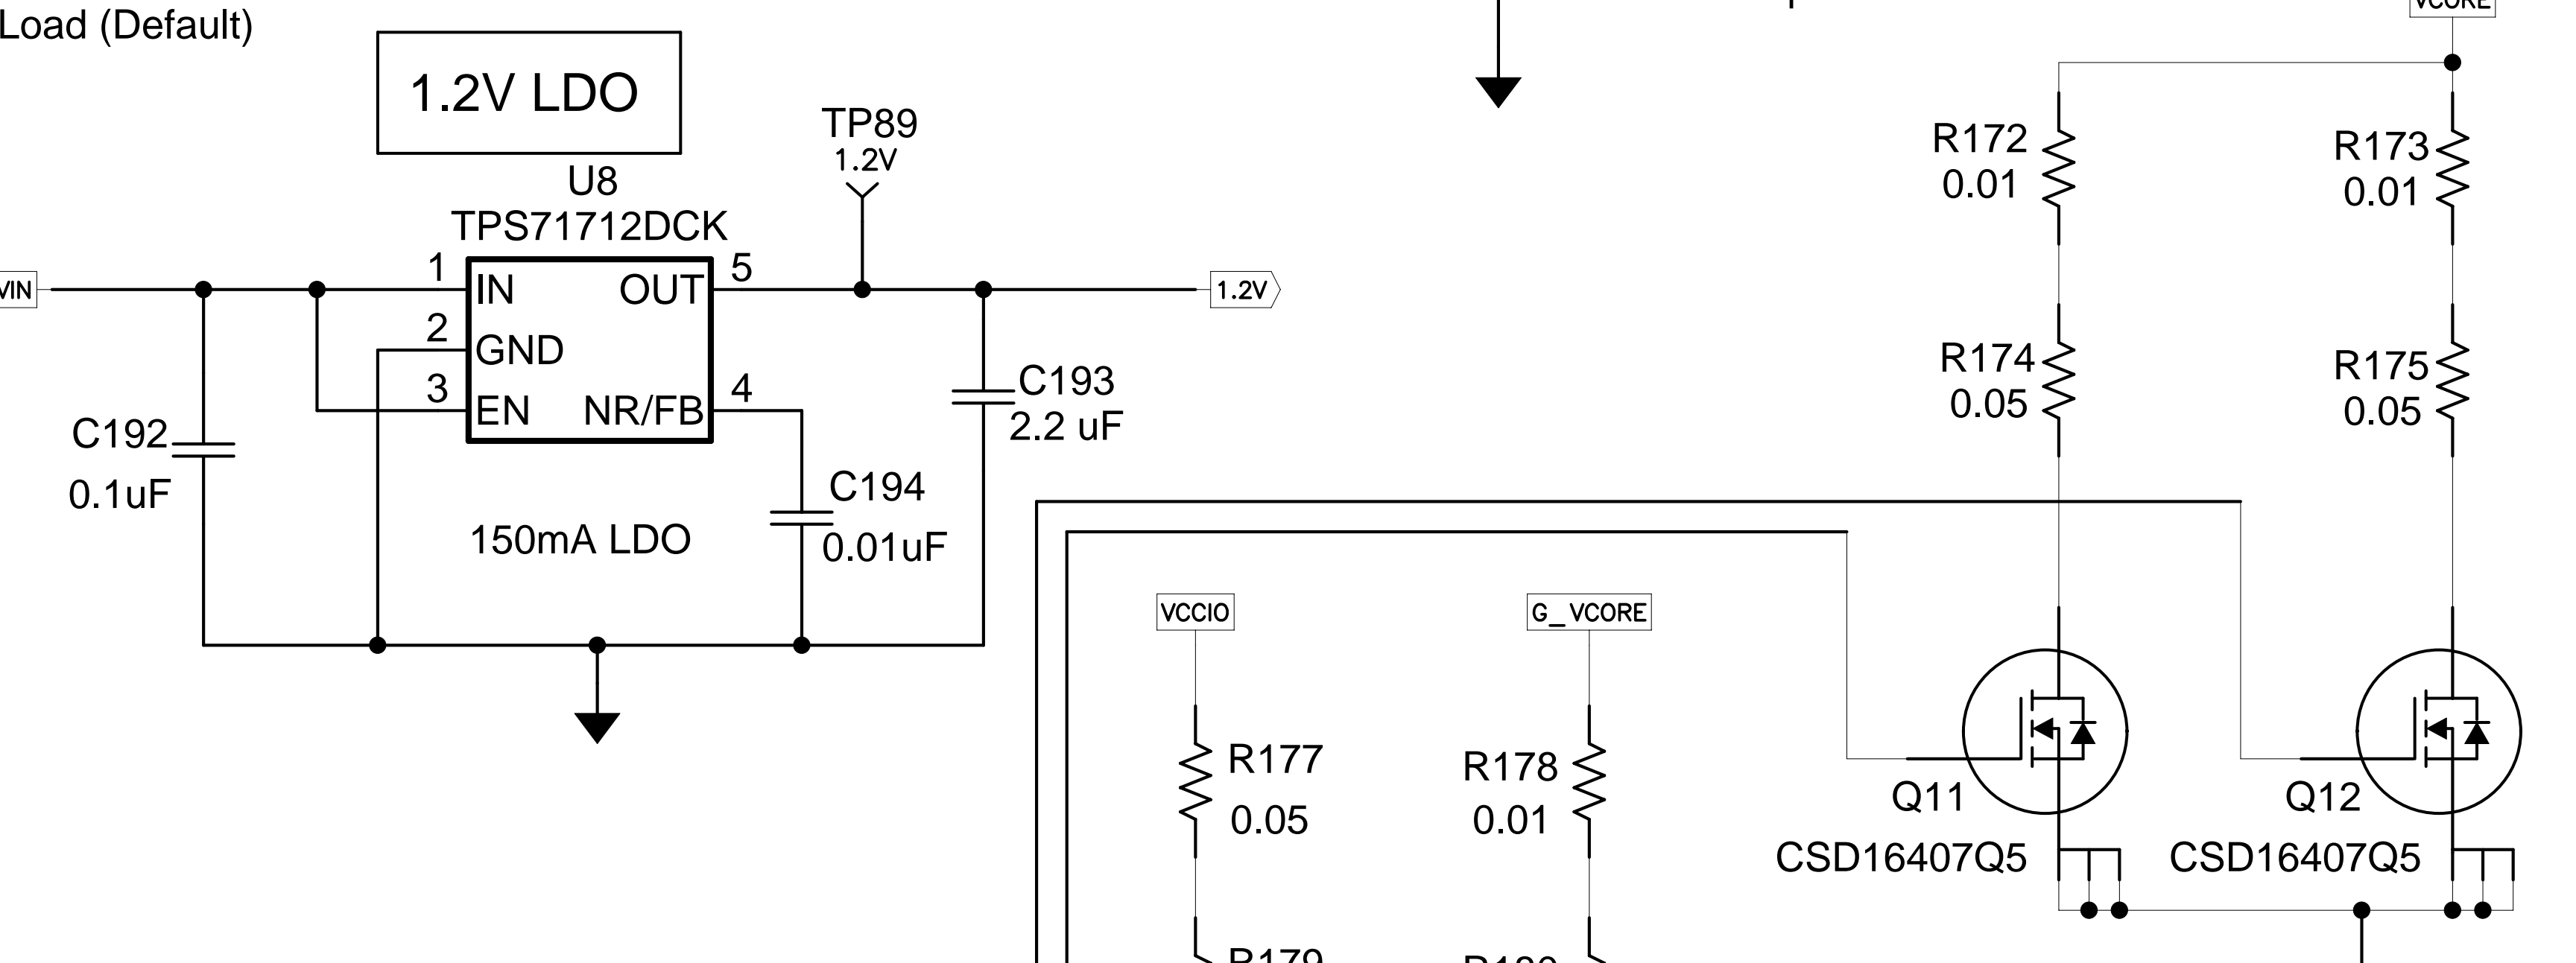 Load (Default)
1.2V LDO
U8
TPS71712DCK
TP89
1.2V
VIN
1
IN
OUT
5
2
GND
3
EN
NR/FB
4
1.2V
C192
0.1uF
C193
2.2 uF
C194
0.01uF
150mA LDO
VCORE
R172
0.01
R173
0.01
R174
0.05
R175
0.05
VCCIO
G_VCORE
R177
0.05
R178
0.01
Q11
CSD16407Q5
Q12
CSD16407Q5
R179